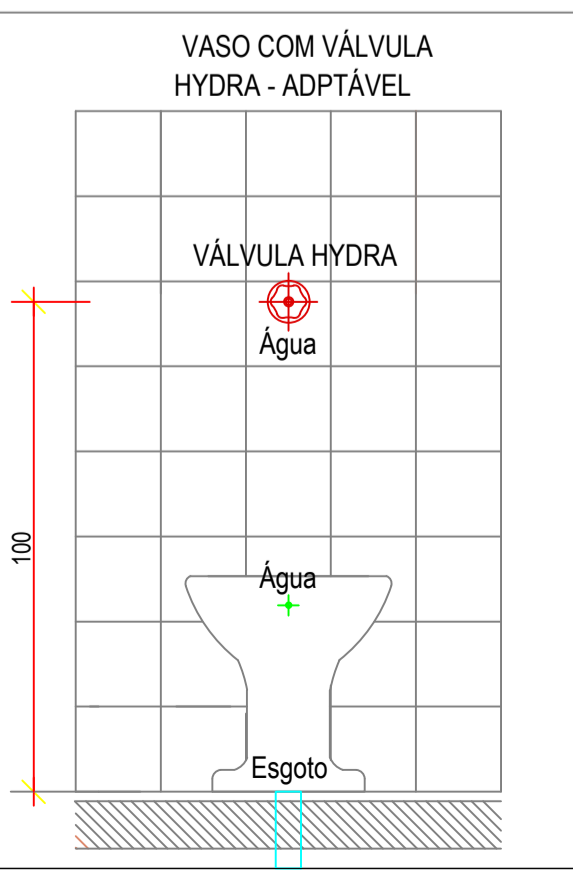 VASO COM VÁLVULA
HYDRA - ADPTÁVEL
VÁLVULA HYDRA
Água
100
Água
Esgoto